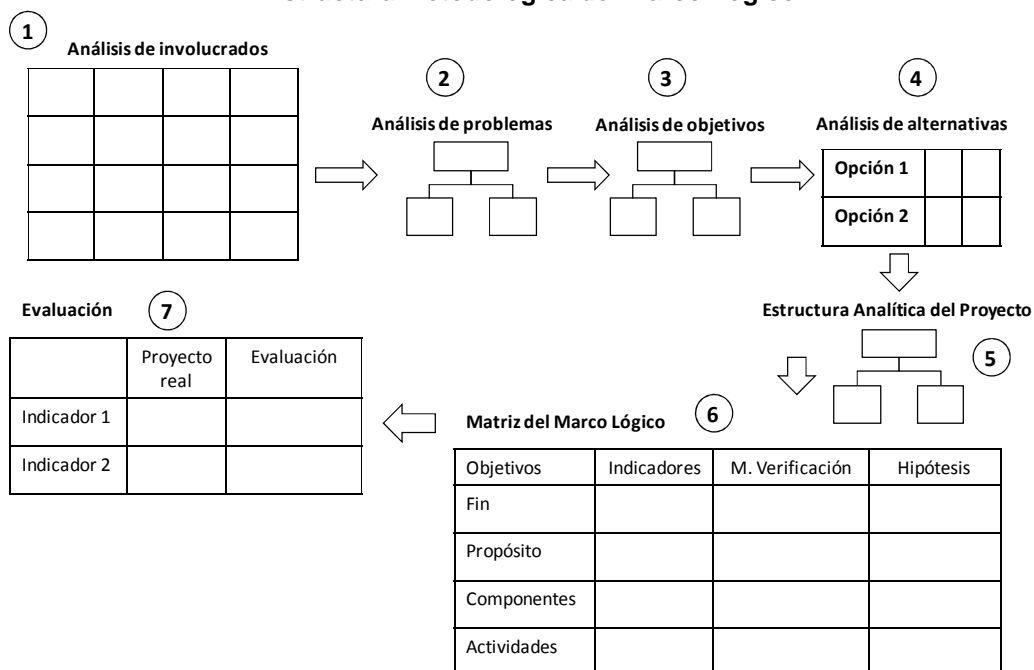 1
Análisis de involucrados
2
Análisis de problemas
3
Análisis de objetivos
4
Análisis de alternativas
Opción 1
Opción 2
Estructura Analítica del Proyecto
5
Evaluación
7
Proyecto real
Evaluación
Indicador 1
Indicador 2
Matriz del Marco Lógico
6
Objetivos
Indicadores
M. Verificación
Hipótesis
Fin
Propósito
Componentes
Actividades